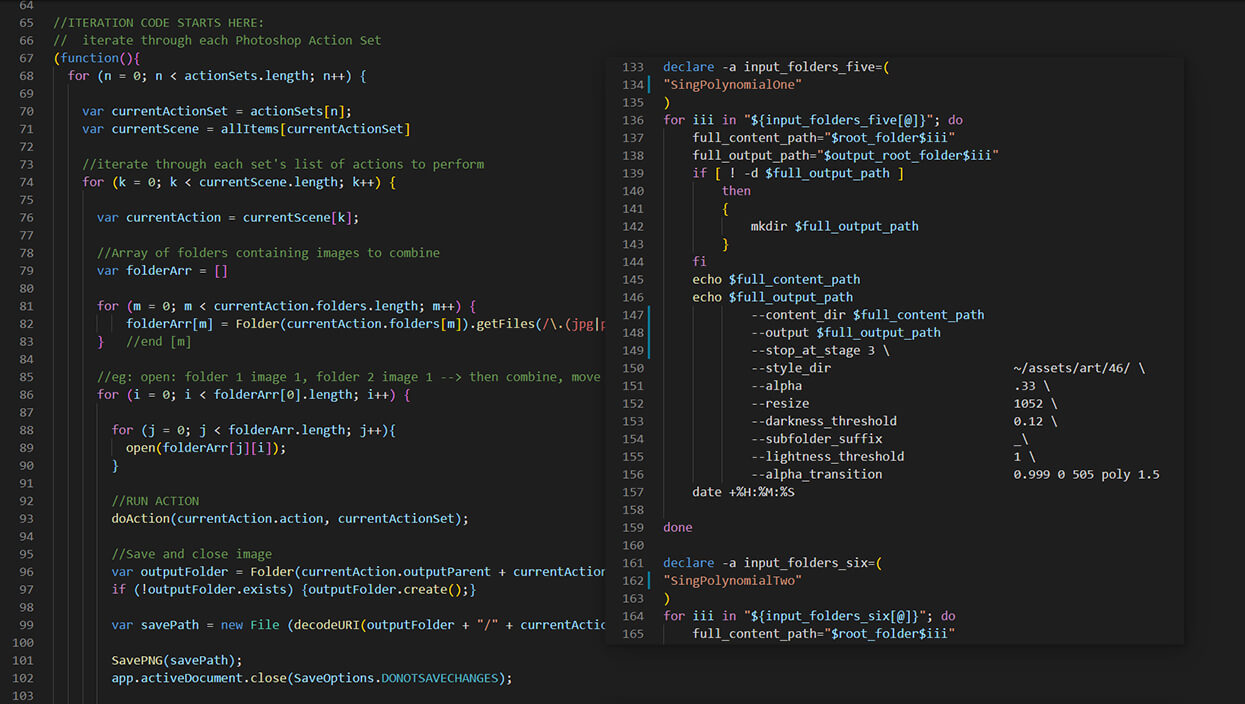 64
65 //ITERATION CODE STARTS HERE:
66 //  iterate through each Photoshop Action Set
67 (function(){
68   for (n = 0; n < actionSets.length; n++) {
69
70     var currentActionSet = actionSets[n];
71     var currentScene = allItems[currentActionSet]
72
73     //iterate through each set's list of actions to perform
74     for (k = 0; k < currentScene.length; k++) {
75
76       var currentAction = currentScene[k];
77
78       //Array of folders containing images to combine
79       var folderArr = []
80
81       for (m = 0; m < currentAction.folders.length; m++) {
82           folderArr[m] = Folder(currentAction.folders[m]).getFiles(/\.(jpg|
83       }   //end [m]
84
85       //eg: open: folder 1 image 1, folder 2 image 1 --> then combine, move
86       for (i = 0; i < folderArr[0].length; i++) {
87
88         for (j = 0; j < folderArr.length; j++){
89           open(folderArr[j][i]);
90         }
91
92         //RUN ACTION
93         doAction(currentAction.action, currentActionSet);
94
95         //Save and close image
96         var outputFolder = Folder(currentAction.outputParent + currentAction
97         if (!outputFolder.exists) {outputFolder.create();}
98
99         var savePath = new File (decodeURI(outputFolder + "/" + currentActio
100
101         SavePNG(savePath);
102         app.activeDocument.close(SaveOptions.DONOTSAVECHANGES);
103
133 declare -a input_folders_five=(
134 "SingPolynomialOne"
135 )
136 for iii in "${input_folders_five[@]}"; do
137     full_content_path="$root_folder$iii"
138     full_output_path="$output_root_folder$iii"
139     if [ ! -d $full_output_path ]
140         then
141         {
142             mkdir $full_output_path
143         }
144     fi
145     echo $full_content_path
146     echo $full_output_path
147             --content_dir $full_content_path
148             --output $full_output_path
149             --stop_at_stage 3 \
150             --style_dir                         ~/assets/art/46/ \
151             --alpha                             .33 \
152             --resize                            1052 \
153             --darkness_threshold                0.12 \
154             --subfolder_suffix                  _\
155             --lightness_threshold               1 \
156             --alpha_transition                  0.999 0 505 poly 1.5
157     date +%H:%M:%S
158
159 done
160
161 declare -a input_folders_six=(
162 "SingPolynomialTwo"
163 )
164 for iii in "${input_folders_six[@]}"; do
165     full_content_path="$root_folder$iii"